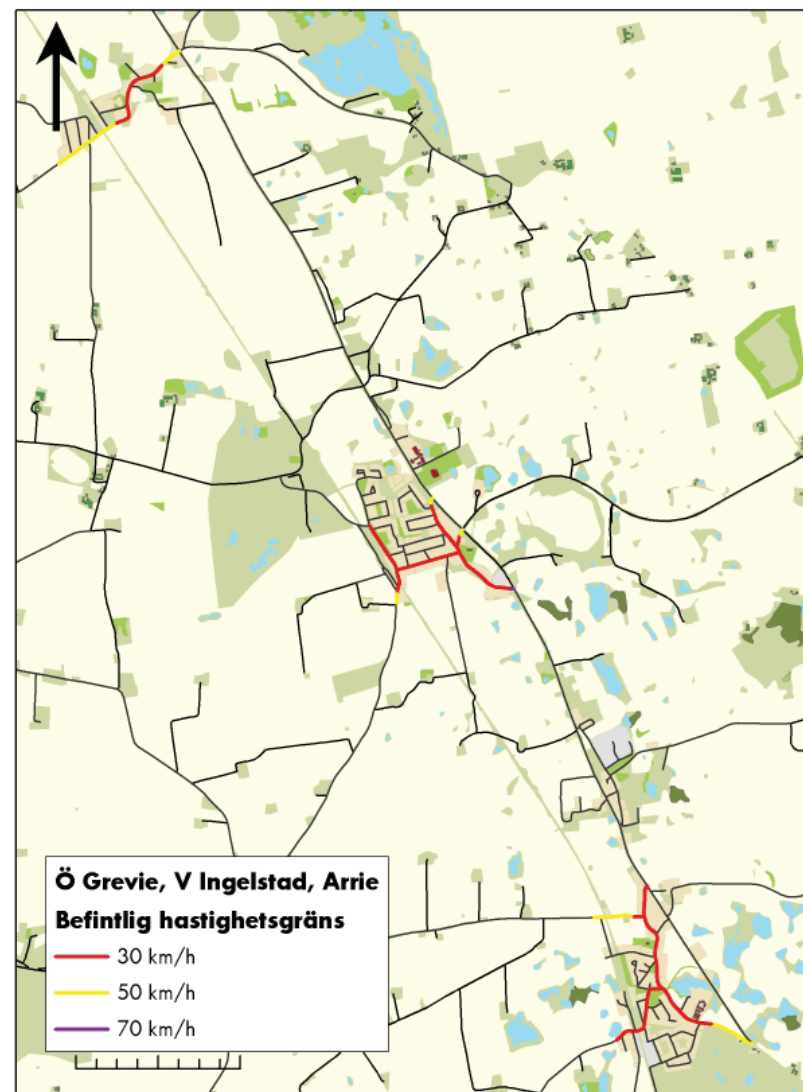 Ö Grevie, V Ingelstad, Arrie
Befintlig hastighetsgräns
30 km/h
50 km/h
70 km/h